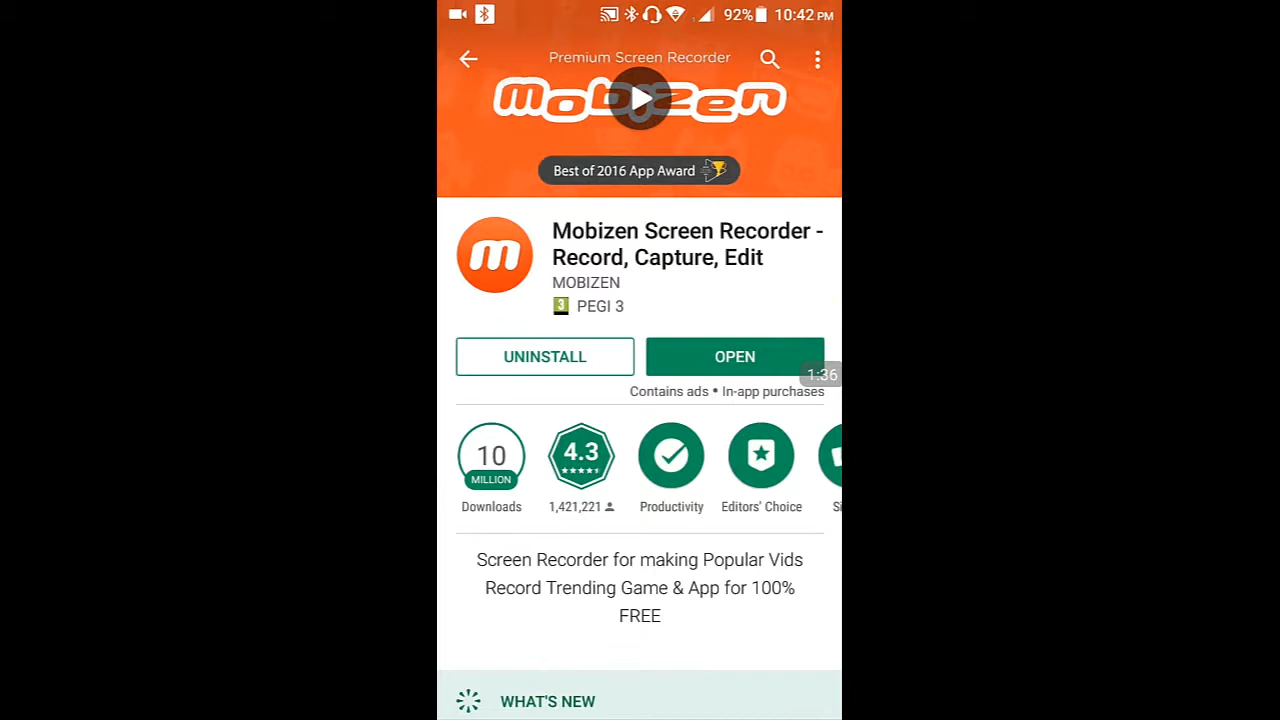 92% 10:42 PM
Premium Screen Recorder
mobizen
Best of 2016 App Award
m
Mobizen Screen Recorder -
Record, Capture, Edit
MOBIZEN
3 PEGI 3
UNINSTALL OPEN
1:36
Contains ads • In-app purchases
10 4.3
MILLION
Downloads 1,421,221 Productivity Editors' Choice Si
Screen Recorder for making Popular Vids
Record Trending Game & App for 100%
FREE
WHAT'S NEW